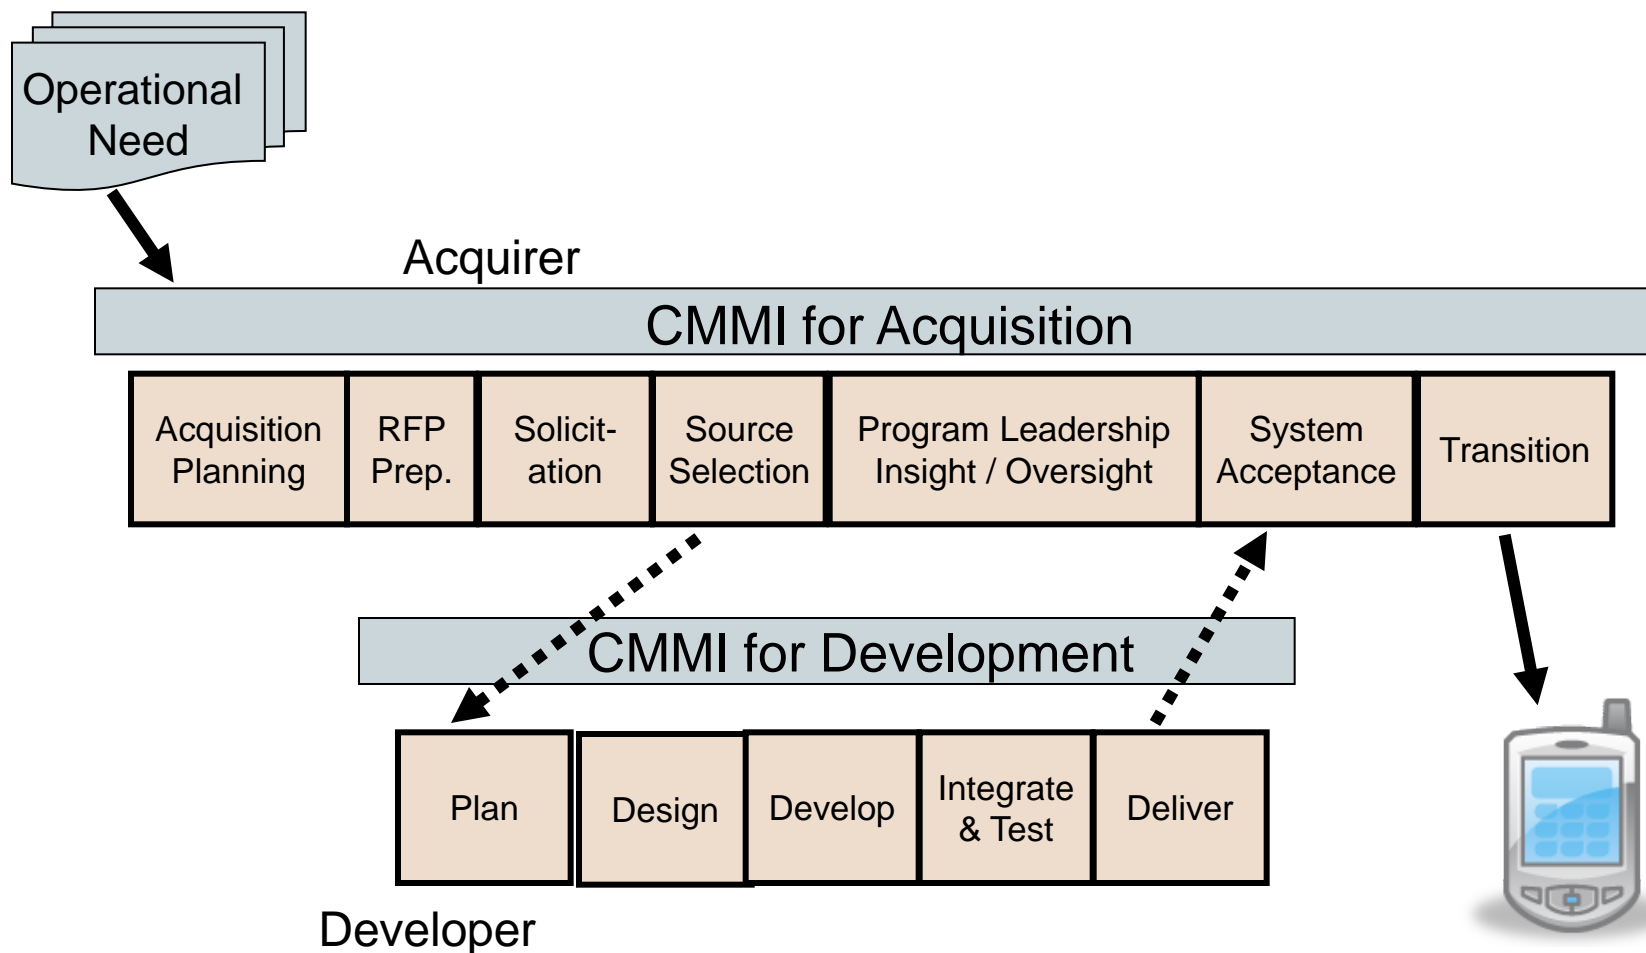 Operational
Need
Acquirer
CMMI for Acquisition
Acquisition
Planning
RFP
Prep.
Solicit-
ation
Source
Selection
Program Leadership
Insight / Oversight
System
Acceptance
Transition
CMMI for Development
Plan
Design
Develop
Integrate
& Test
Deliver
Developer